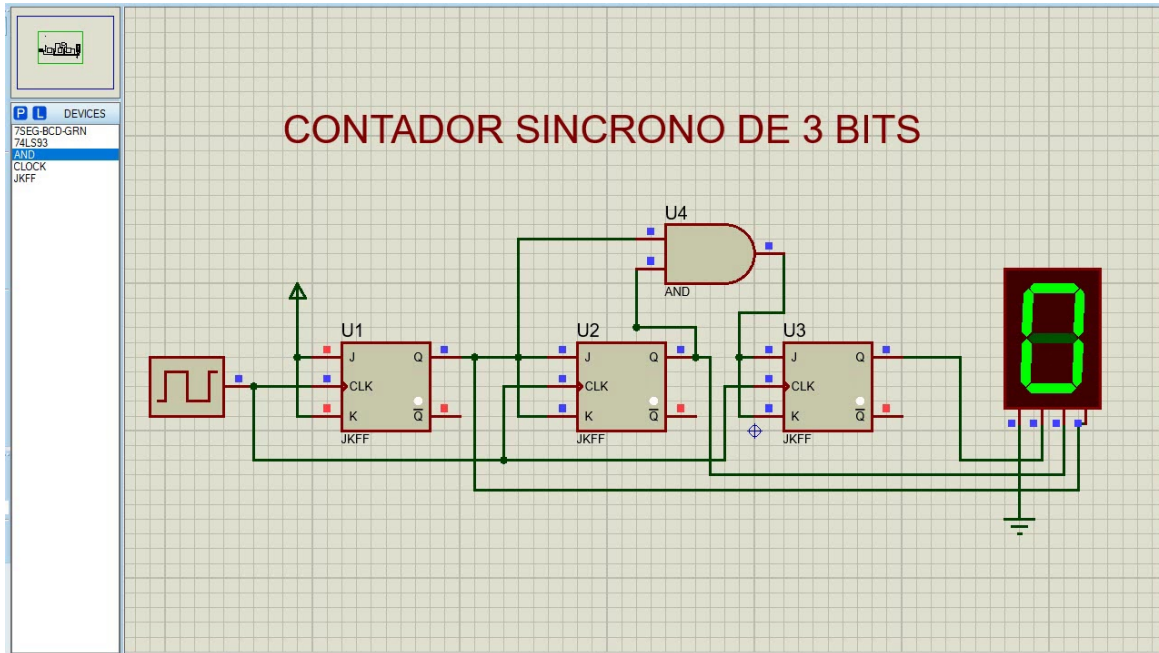 P L DEVICES
7SEG-BCD-GRN
74LS93
AND
CLOCK
JKFF
CONTADOR SINCRONO DE 3 BITS
U4
AND
U1
J Q
CLK
K Q
JKFF
U2
J Q
CLK
K Q
JKFF
U3
J Q
CLK
K Q
JKFF
0